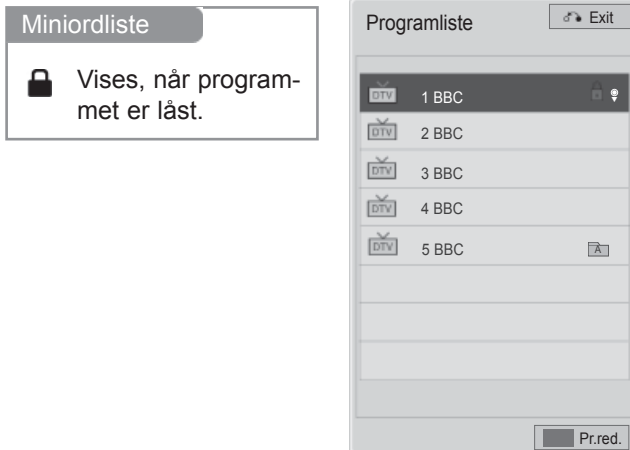 Miniordliste
Vises, når program-
met er låst.
Programliste
Exit
DTV 1 BBC
DTV 2 BBC
DTV 3 BBC
DTV 4 BBC
DTV 5 BBC A
Pr.red.